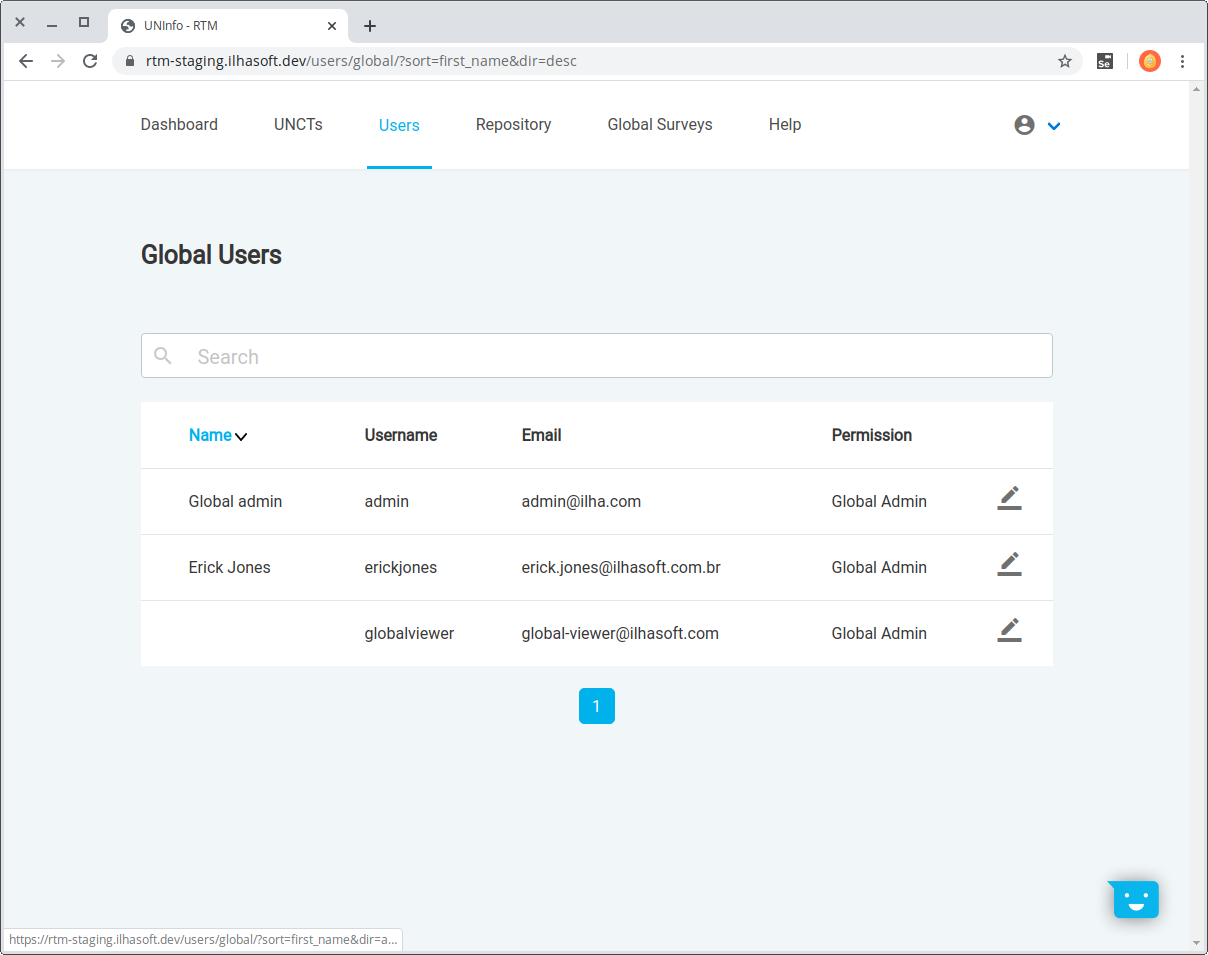 UNInfo - RTM
rtm-staging.ilhasoft.dev/users/global/?sort=first_name&dir=desc
Se
Dashboard UNCTs Users Repository Global Surveys Help
Global Users
Search
Name Username Email Permission
Global admin admin admin@ilha.com Global Admin
Erick Jones erickjones erick.jones@ilhasoft.com.br Global Admin
globalviewer global-viewer@ilhasoft.com Global Admin
1
https://rtm-staging.ilhasoft.dev/users/global/?sort=first_name&dir=a...